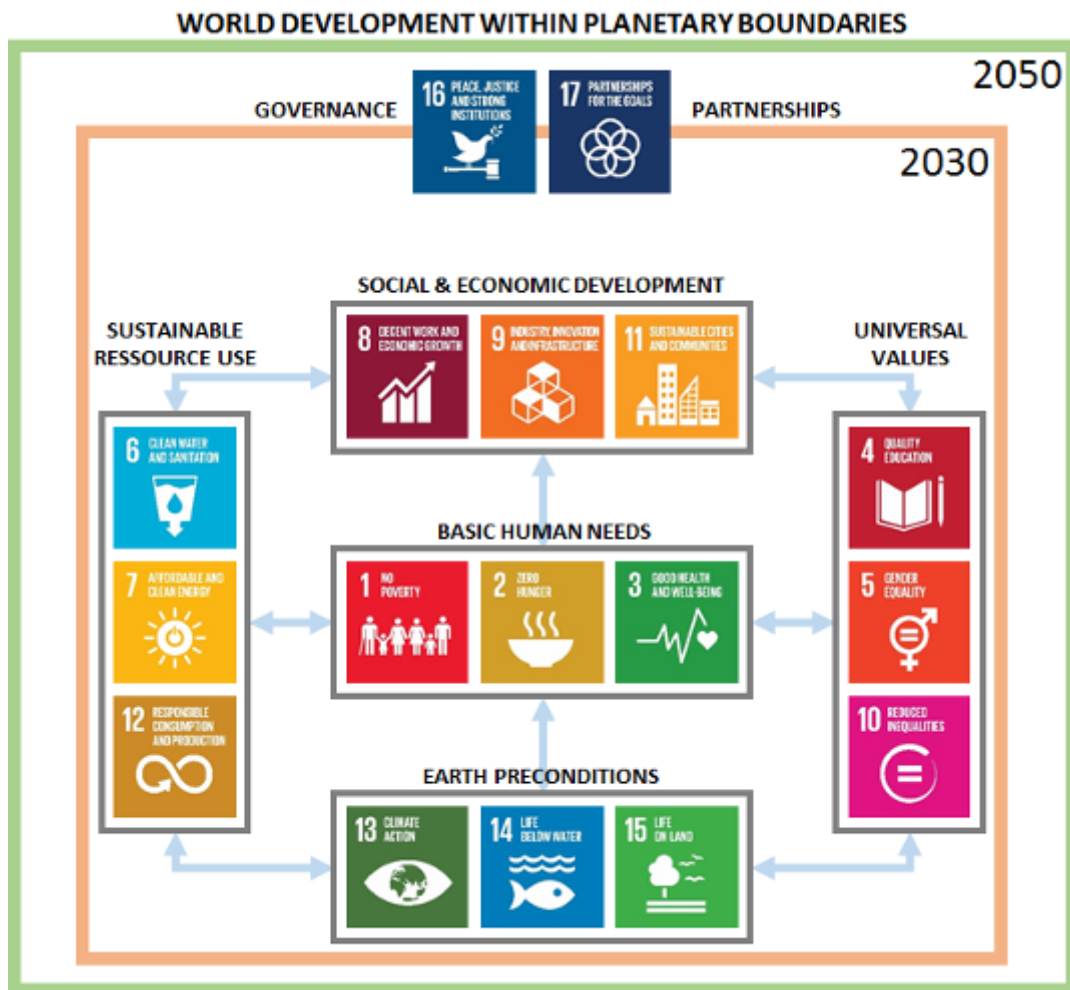 WORLD DEVELOPMENT WITHIN PLANETARY BOUNDARIES
2050
GOVERNANCE
16 PEACE, JUSTICE
AND STRONG
INSTITUTIONS
17 PARTNERSHIPS
FOR THE GOALS
PARTNERSHIPS
2030
SOCIAL & ECONOMIC DEVELOPMENT
SUSTAINABLE
RESSOURCE USE
8 DECENT WORK AND
ECONOMIC GROWTH
9 INDUSTRY, INNOVATION
AND INFRASTRUCTURE
11 SUSTAINABLE CITIES
AND COMMUNITIES
UNIVERSAL
VALUES
6 CLEAN WATER
AND SANITATION
4 QUALITY
EDUCATION
BASIC HUMAN NEEDS
7 AFFORDABLE AND
CLEAN ENERGY
1 NO
POVERTY
2 ZERO
HUNGER
3 GOOD HEALTH
AND WELL-BEING
5 GENDER
EQUALITY
12 RESPONSIBLE
CONSUMPTION
AND PRODUCTION
10 REDUCED
INEQUALITIES
EARTH PRECONDITIONS
13 CLIMATE
ACTION
14 LIFE
BELOW WATER
15 LIFE
ON LAND